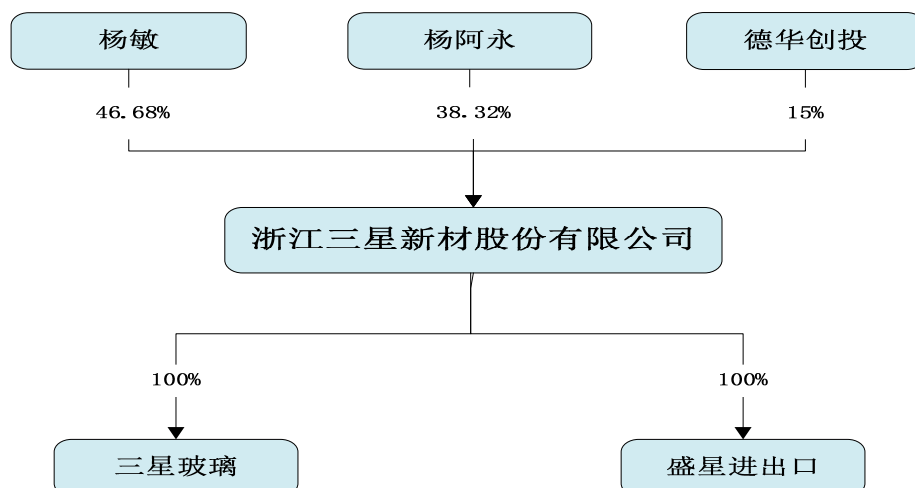 杨敏
杨阿永
德华创投
46.68%
38.32%
15%
浙江三星新材股份有限公司
100%
100%
三星玻璃
盛星进出口